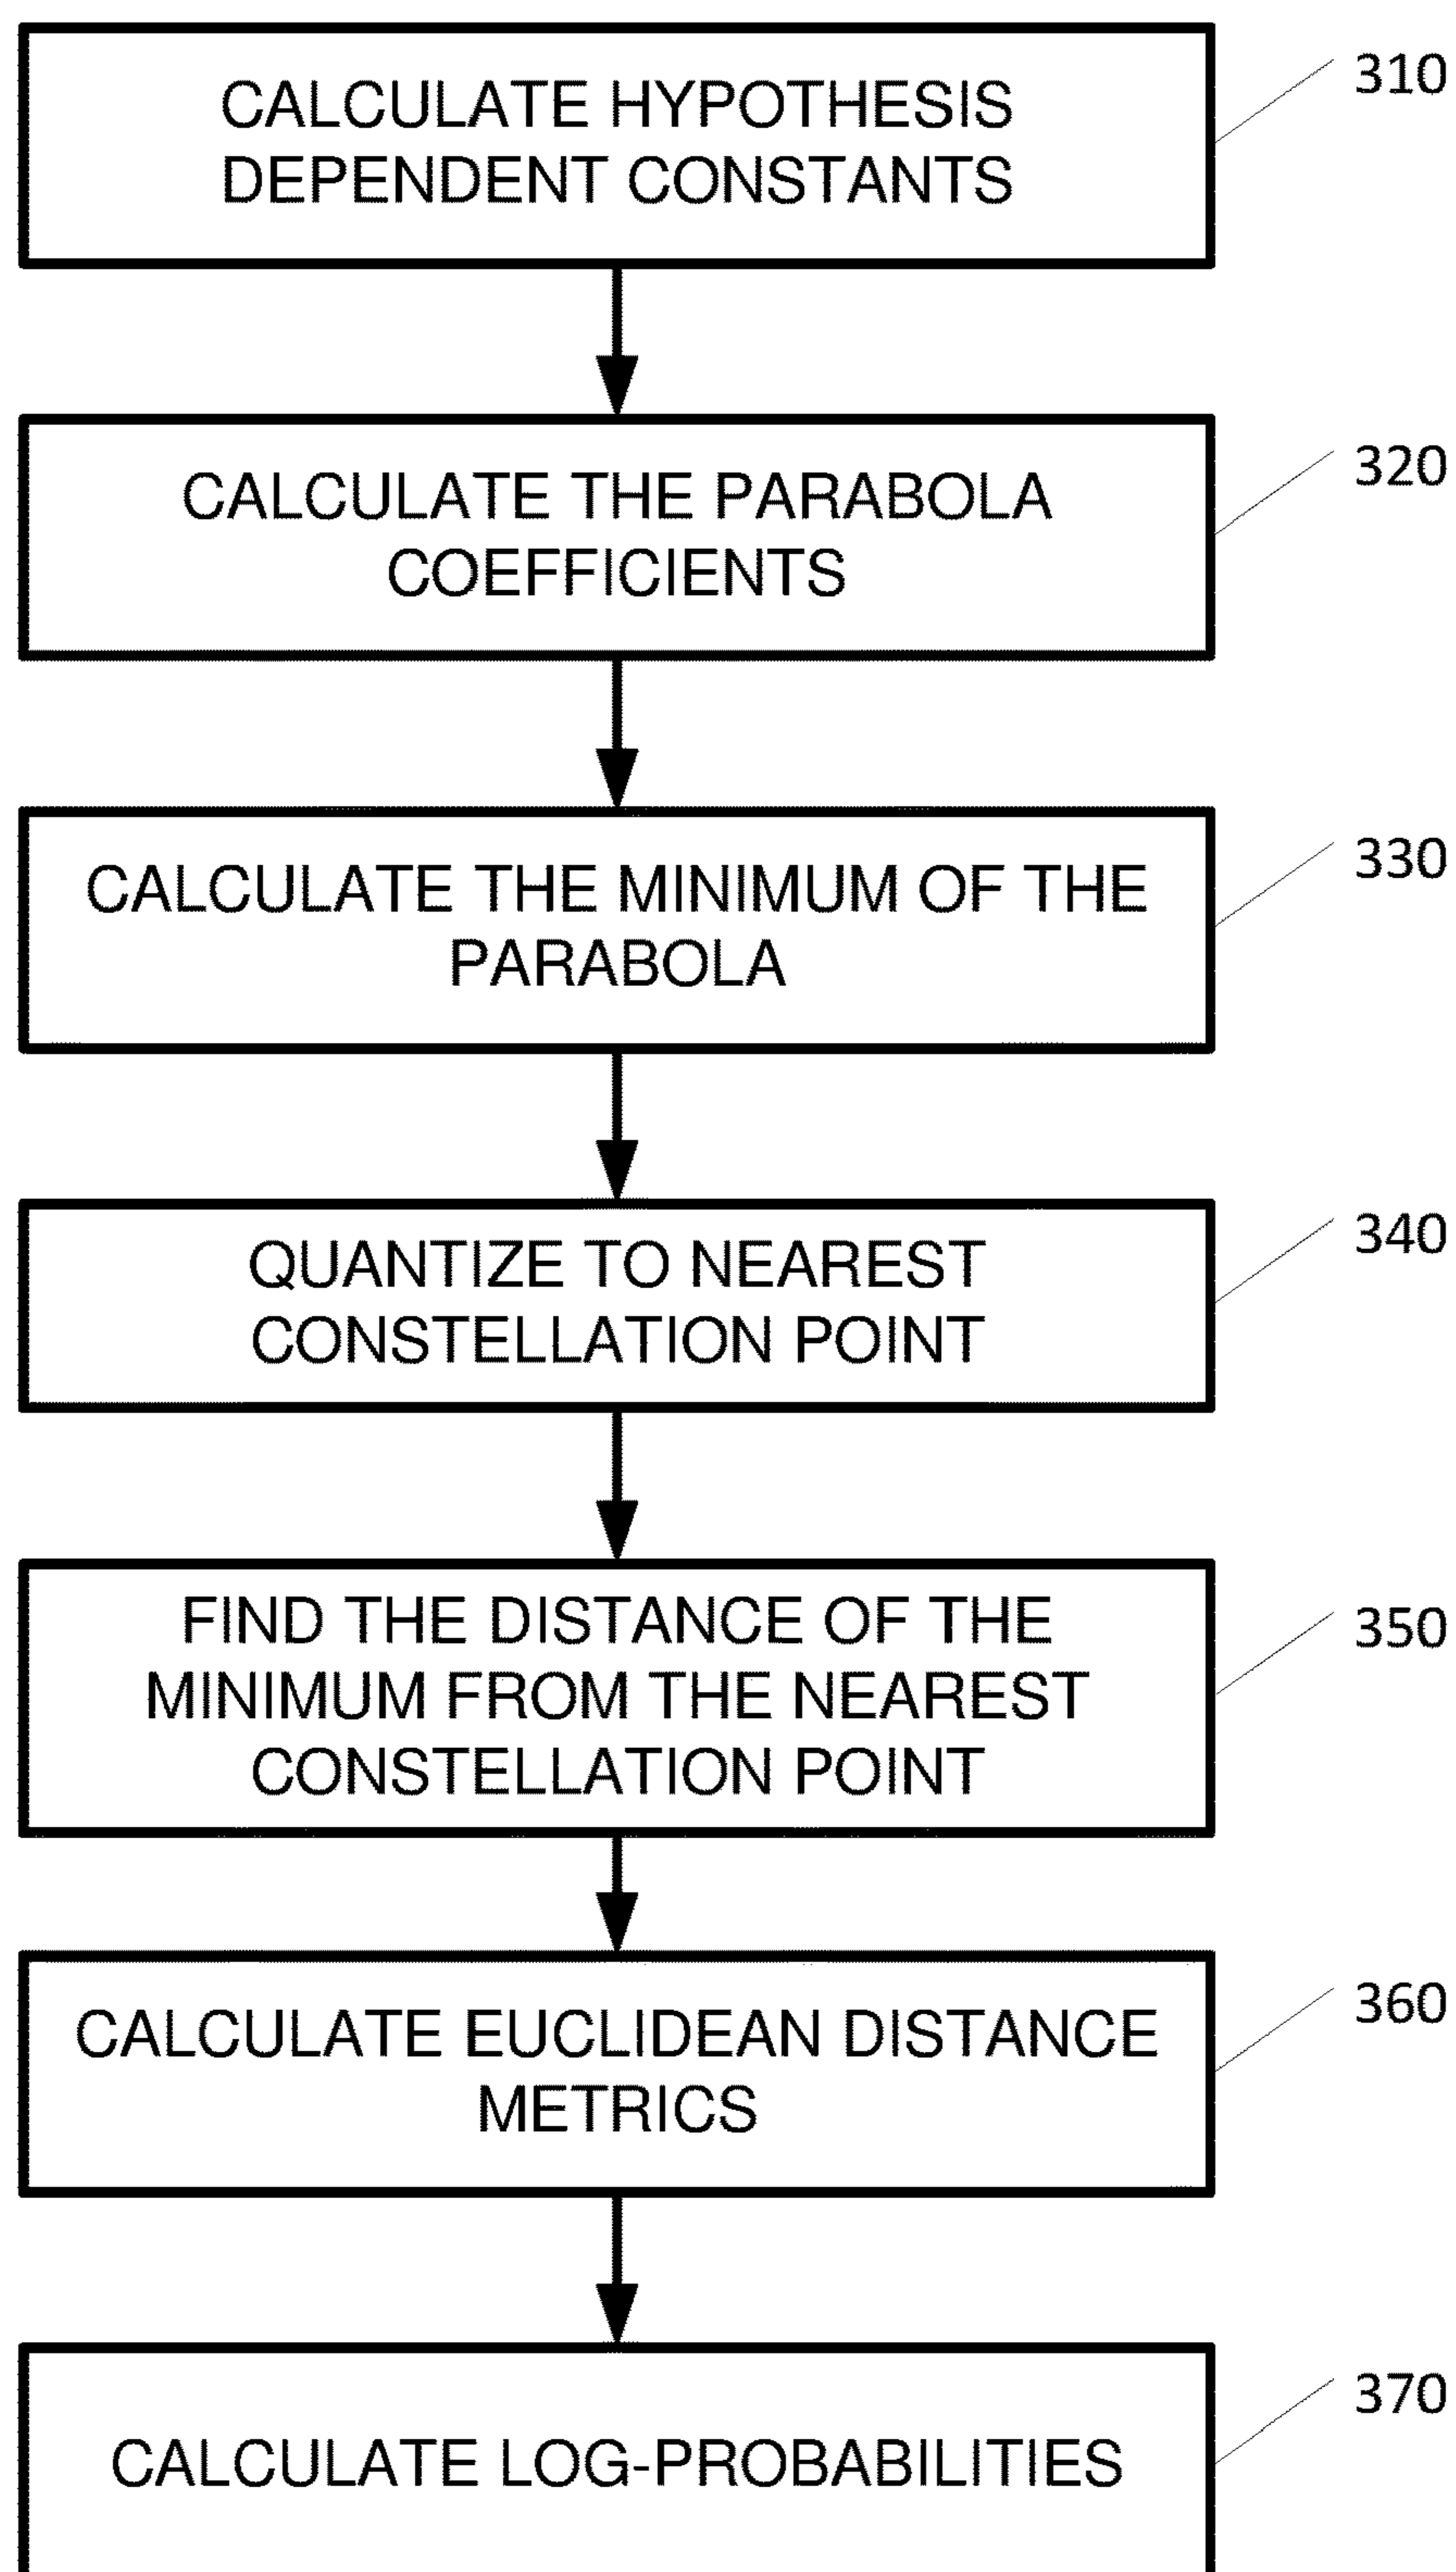 CALCULATE HYPOTHESIS
DEPENDENT CONSTANTS
310
CALCULATE THE PARABOLA
COEFFICIENTS
320
CALCULATE THE MINIMUM OF THE
PARABOLA
330
QUANTIZE TO NEAREST
CONSTELLATION POINT
340
FIND THE DISTANCE OF THE
MINIMUM FROM THE NEAREST
CONSTELLATION POINT
350
CALCULATE EUCLIDEAN DISTANCE
METRICS
360
CALCULATE LOG-PROBABILITIES
370